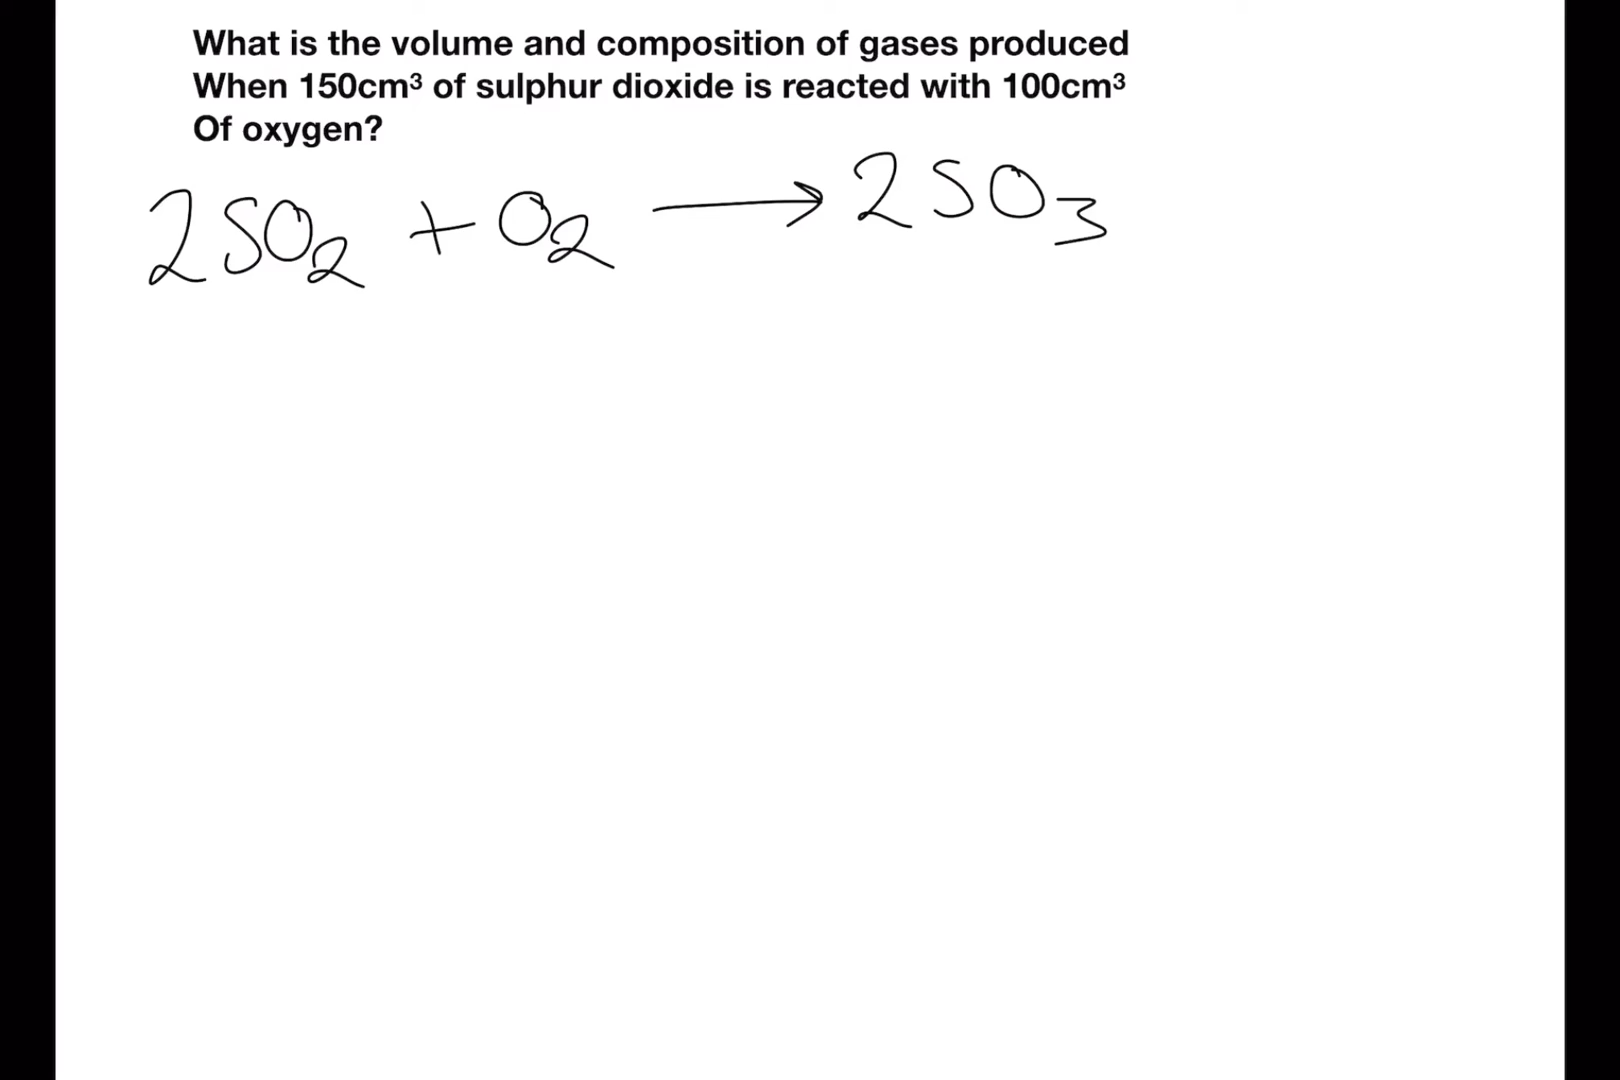 What is the volume and composition of gases produced
When 150cm³ of sulphur dioxide is reacted with 100cm³
Of oxygen?
2SO₂ + O₂ ⟶ 2SO₃